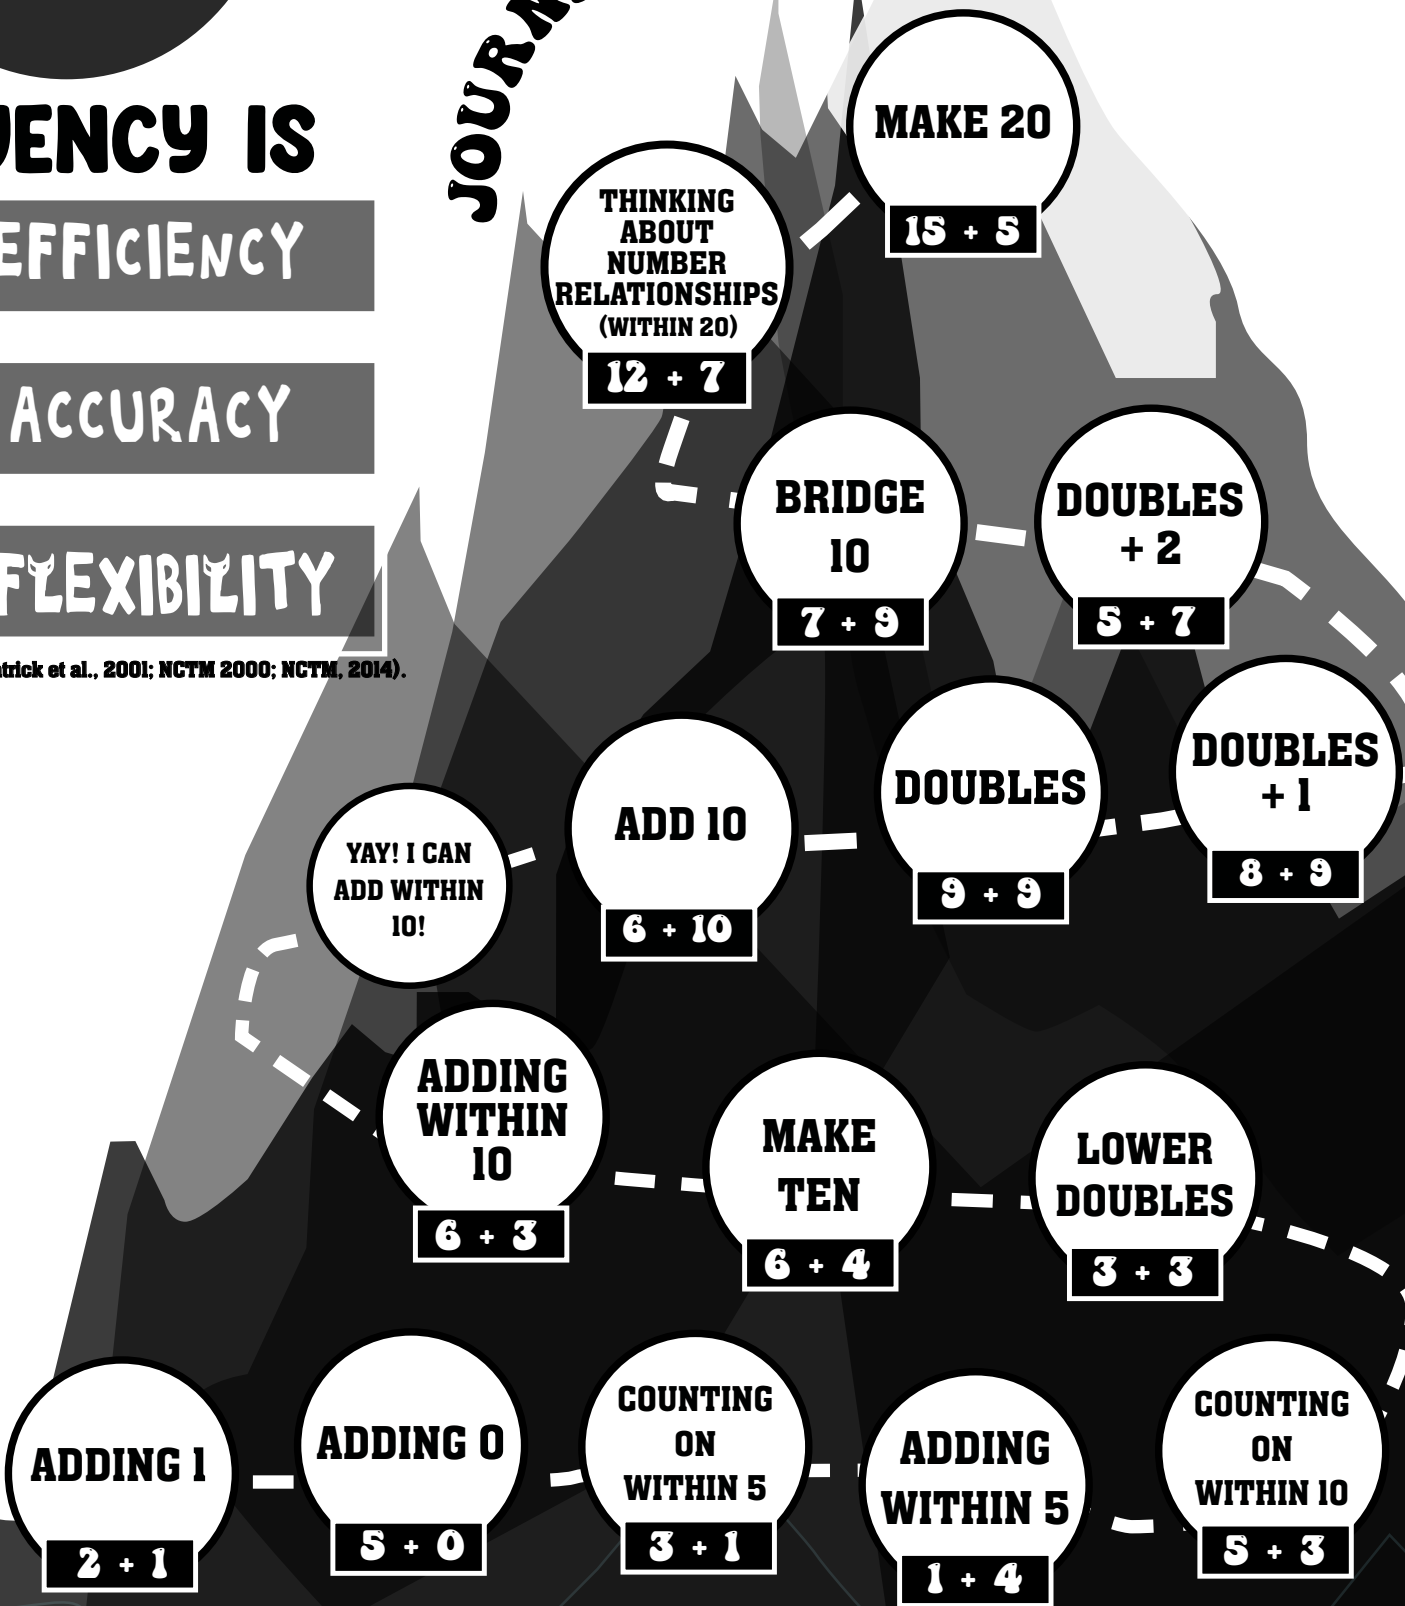 JOURN
UENCY IS
EFFICIENCY
ACCURACY
FLEXIBILITY
trick et al., 2001; NCTM 2000; NCTM, 2014).
MAKE 20
15 + 5
THINKING
ABOUT
NUMBER
RELATIONSHIPS
(WITHIN 20)
12 + 7
BRIDGE
10
7 + 9
DOUBLES
+ 2
5 + 7
DOUBLES
+ 1
8 + 9
DOUBLES
9 + 9
ADD 10
6 + 10
YAY! I CAN
ADD WITHIN
10!
ADDING
WITHIN
10
6 + 3
MAKE
TEN
6 + 4
LOWER
DOUBLES
3 + 3
ADDING 1
2 + 1
ADDING 0
5 + 0
COUNTING
ON
WITHIN 5
3 + 1
ADDING
WITHIN 5
1 + 4
COUNTING
ON
WITHIN 10
5 + 3